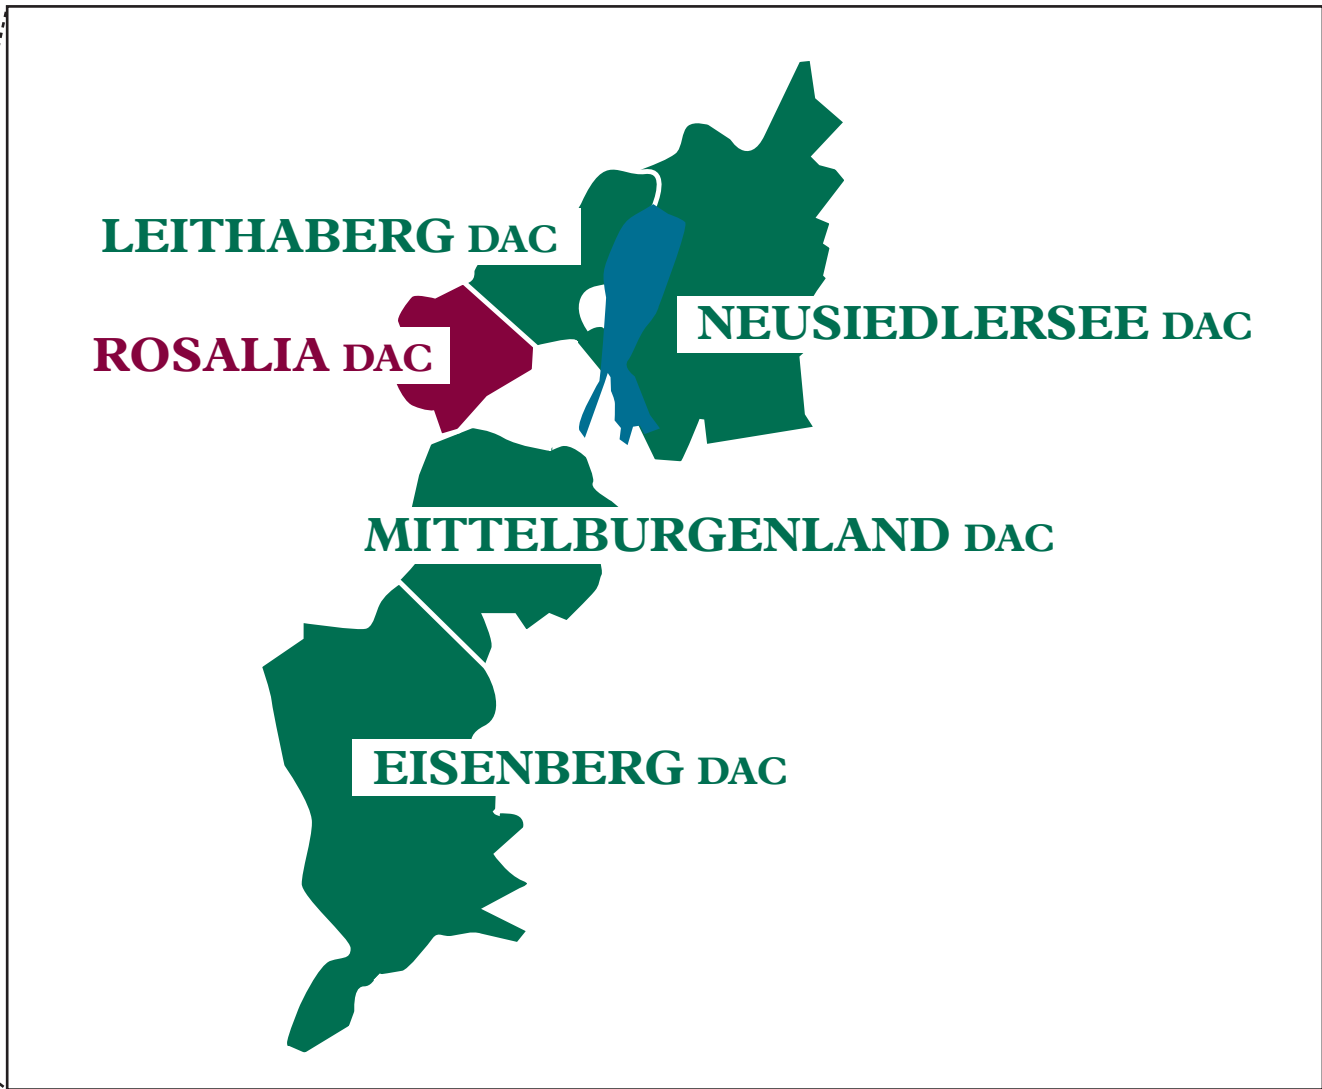 LEITHABERG DAC
NEUSIEDLERSEE DAC
ROSALIA DAC
MITTELBURGENLAND DAC
EISENBERG DAC